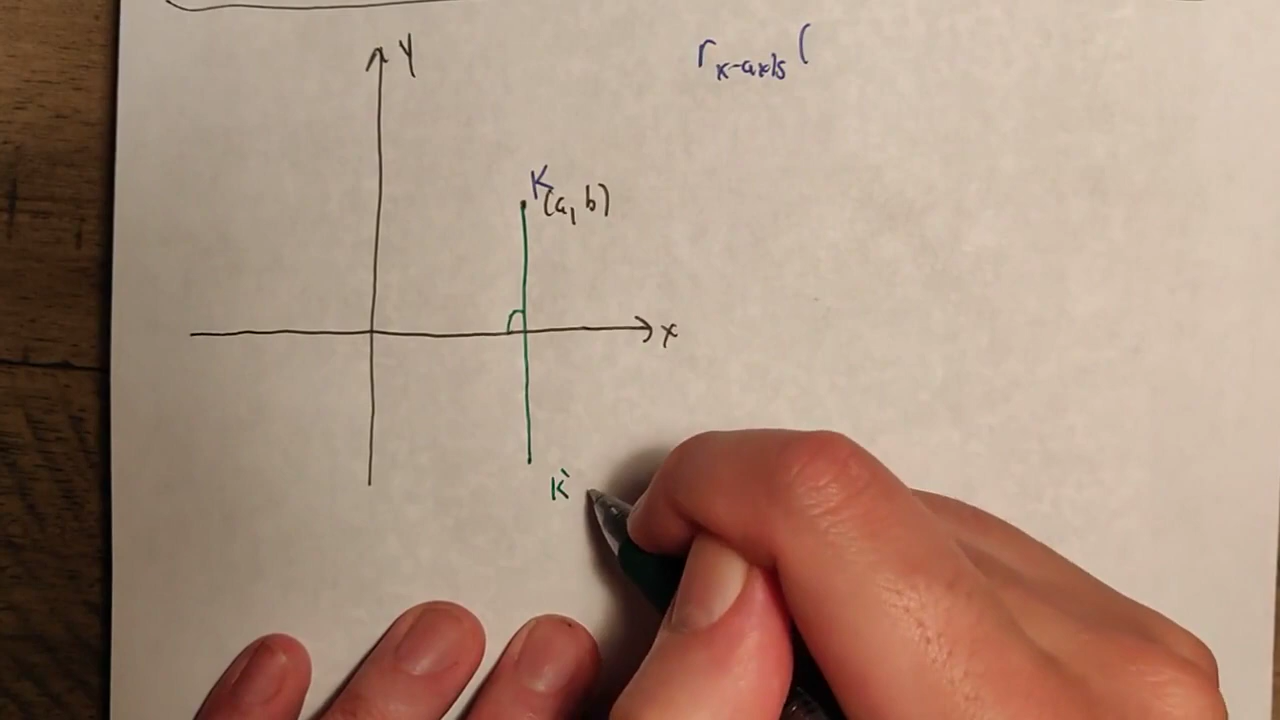 Y
r x-axis (
K
(a, b)
x
K`